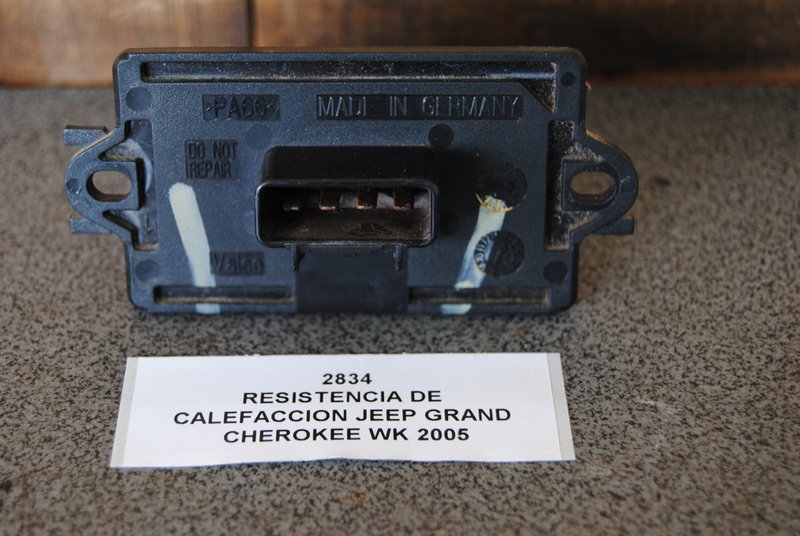 >PA66<
MADE IN GERMANY
DO NOT
REPAIR
Valeo
2834
RESISTENCIA DE
CALEFACCION JEEP GRAND
CHEROKEE WK 2005